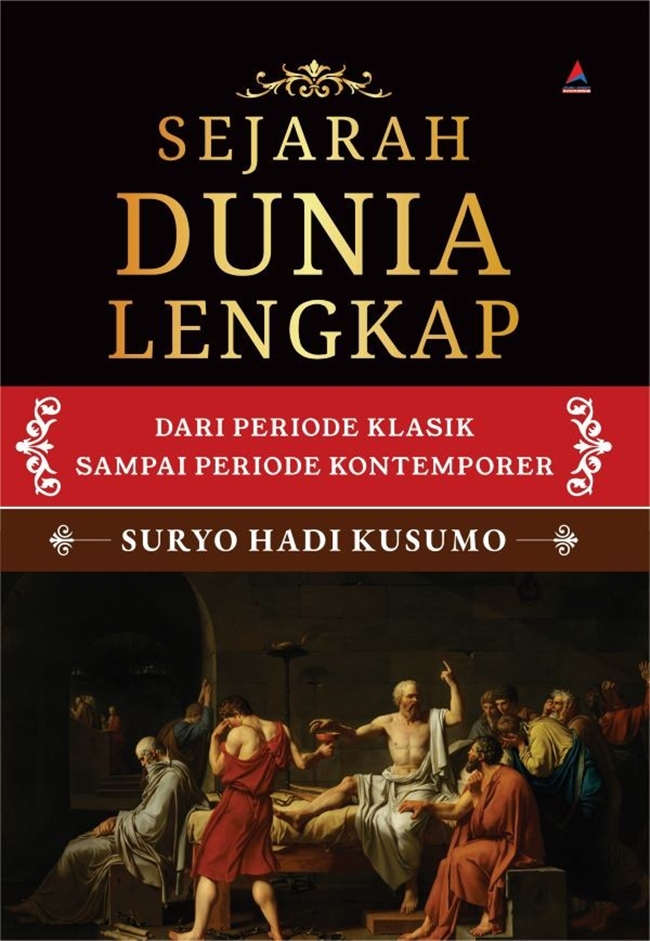 SEJARAH
DUNIA
LENGKAP
DARI PERIODE KLASIK
SAMPAI PERIODE KONTEMPORER
SURYO HADI KUSUMO